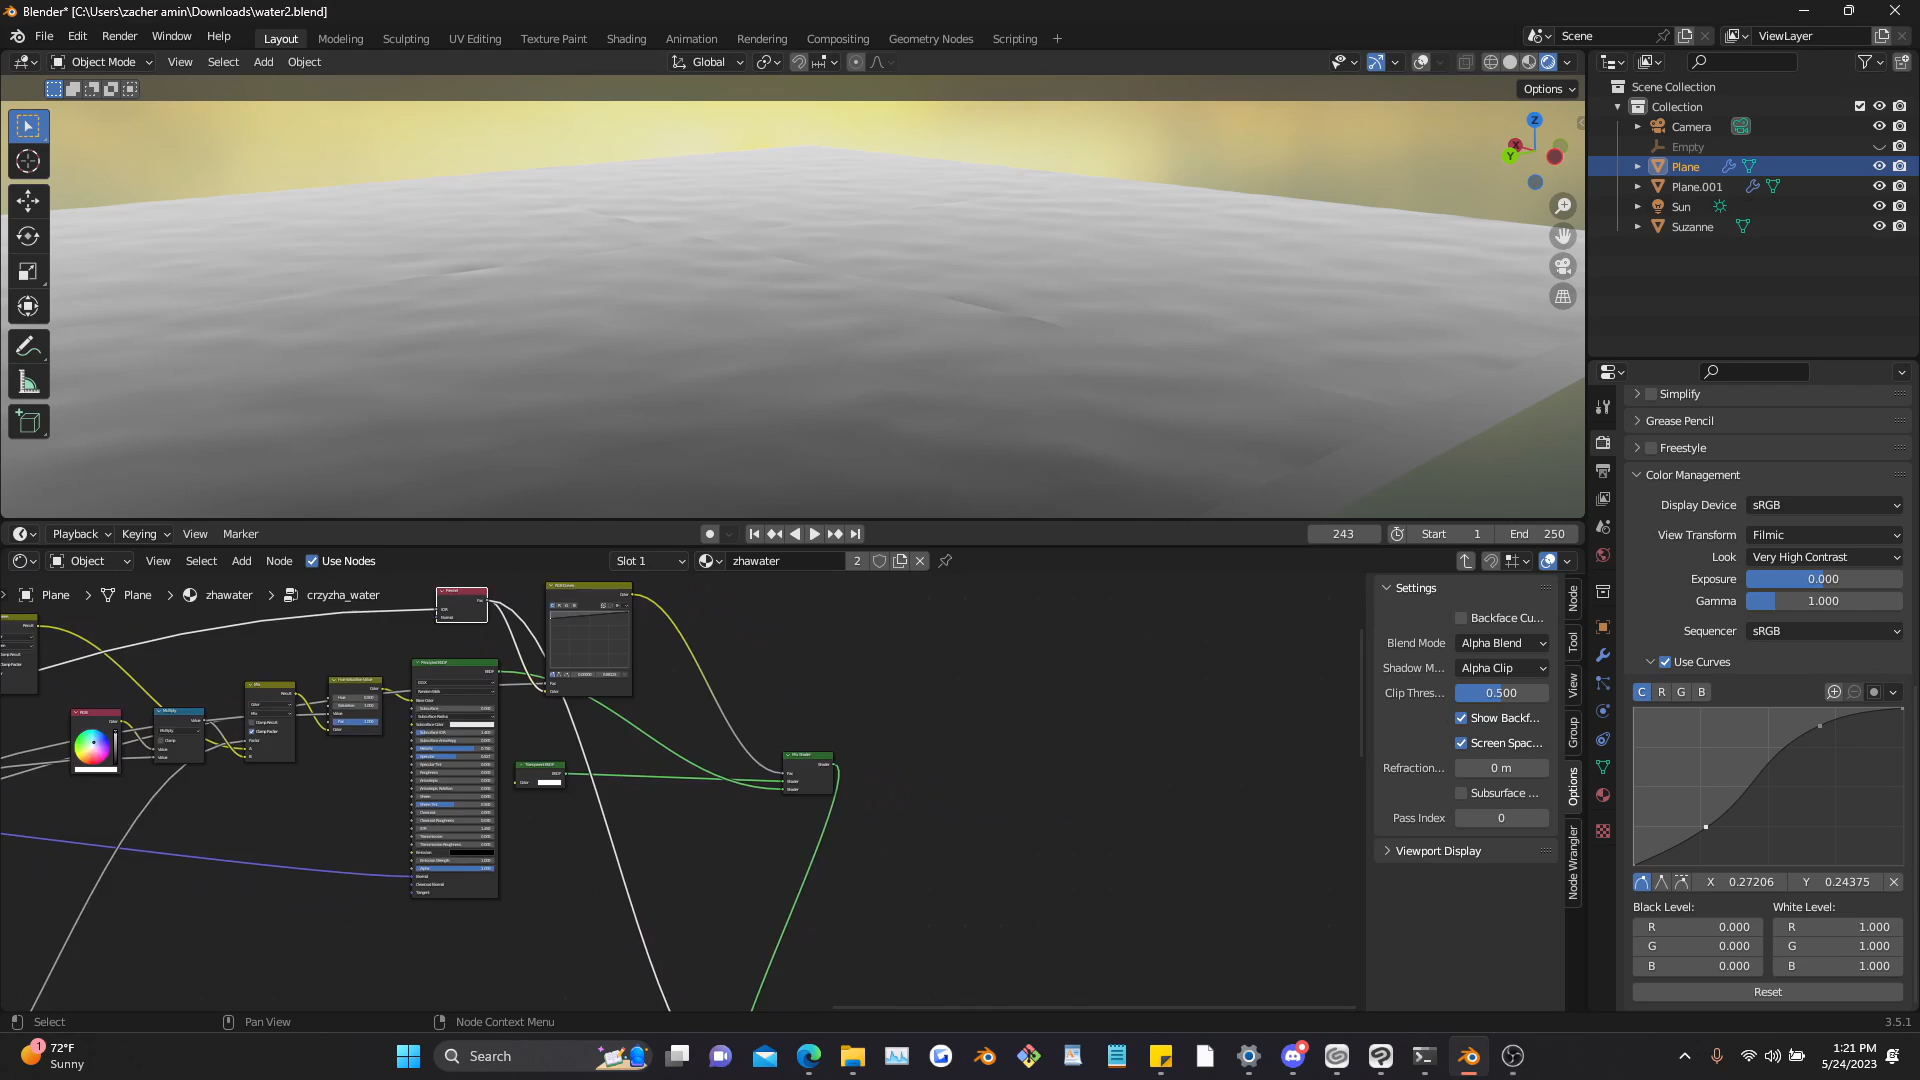 Blender* [C:\Users\zacher amin\Downloads\water2.blend]
File Edit Render Window Help
Layout Modeling Sculpting UV Editing Texture Paint Shading Animation Rendering Compositing Geometry Nodes Scripting +
Scene
ViewLayer
Object Mode View Select Add Object
Global
Options
Z
X
Y
Scene Collection
Collection
Camera
Empty
Plane
Plane.001
Sun
Suzanne
Simplify
Grease Pencil
Freestyle
Color Management
Display Device sRGB
View Transform Filmic
Look Very High Contrast
Exposure 0.000
Gamma 1.000
Sequencer sRGB
Use Curves
C R G B
X 0.27206 Y 0.24375
Black Level: White Level:
R 0.000 R 1.000
G 0.000 G 1.000
B 0.000 B 1.000
Reset
Playback Keying View Marker
243 Start 1 End 250
Object View Select Add Node Use Nodes
Slot 1 zhawater 2
Plane > Plane > zhawater > crzyzha_water
Settings
Backface Cu...
Blend Mode Alpha Blend
Shadow M... Alpha Clip
Clip Thres... 0.500
Show Backf...
Screen Spac...
Refraction... 0 m
Subsurface ...
Pass Index 0
Viewport Display
Node
Tool
View
Group
Options
Node Wrangler
Select Pan View Node Context Menu
3.5.1
1
72°F
Sunny
Search
1:21 PM
5/24/2023